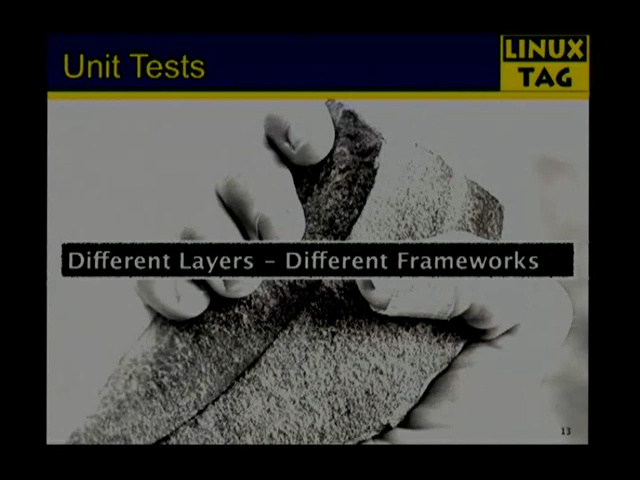 Unit Tests
LINUX
TAG
Different Layers – Different Frameworks
13